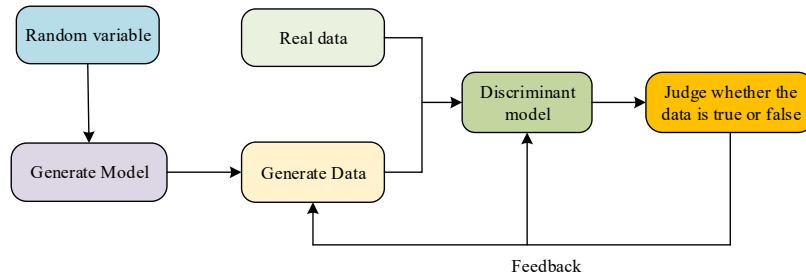 Random variable
Real data
Discriminant
model
Judge whether the
data is true or false
Generate Model
Generate Data
Feedback